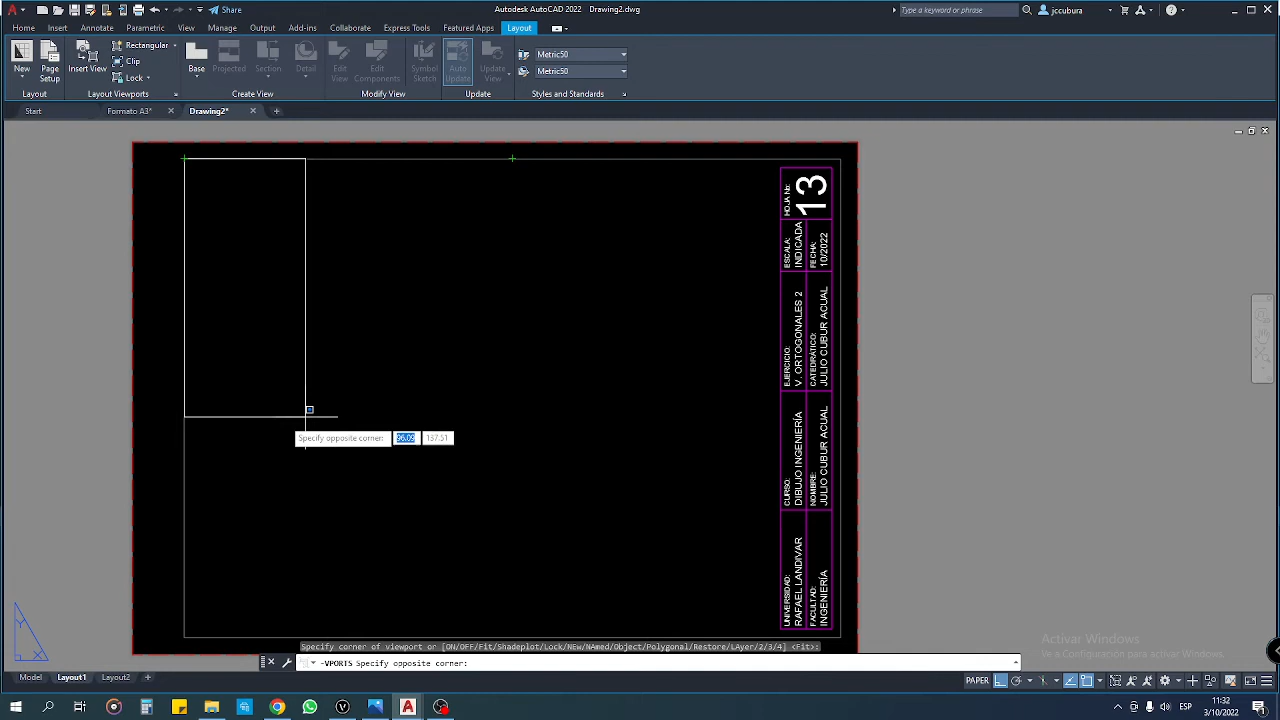 Share
Autodesk AutoCAD 2022 Drawing2.dwg
Type a keyword or phrase
jccubura
Home Insert Annotate Parametric View Manage Output Add-ins Collaborate Express Tools Featured Apps Layout
New
Page Setup
Insert View
Rectangular
Clip
Lock
Base
Projected
Section
Detail
Edit View
Edit Components
Symbol Sketch
Auto Update
Update View
Metric50
Metric50
Layout
Layout Viewports
Create View
Modify View
Update
Styles and Standards
Start
Formato A3*
Drawing2*
HOJA No:
13
ESCALA:
INDICADA
FECHA:
10/2022
EJERCICIO:
V. ORTOGONALES 2
CATEDRÁTICO:
JULIO CUBUR ACUAL
CURSO:
DIBUJO INGENIERÍA
NOMBRE:
JULIO CUBUR ACUAL
UNIVERSIDAD:
RAFAEL LANDIVAR
FACULTAD:
INGENIERÍA
Specify opposite corner: 96.09 137.51
Y
X
Activar Windows
Ve a Configuración para activar Windows.
Specify corner of viewport or [ON/OFF/Fit/Shadeplot/Lock/NEw/NAmed/Object/Polygonal/Restore/LAyer/2/3/4] <Fit>:
-VPORTS Specify opposite corner:
Model Layout1 Layout2
PAPER
ESP
11:32
3/10/2022